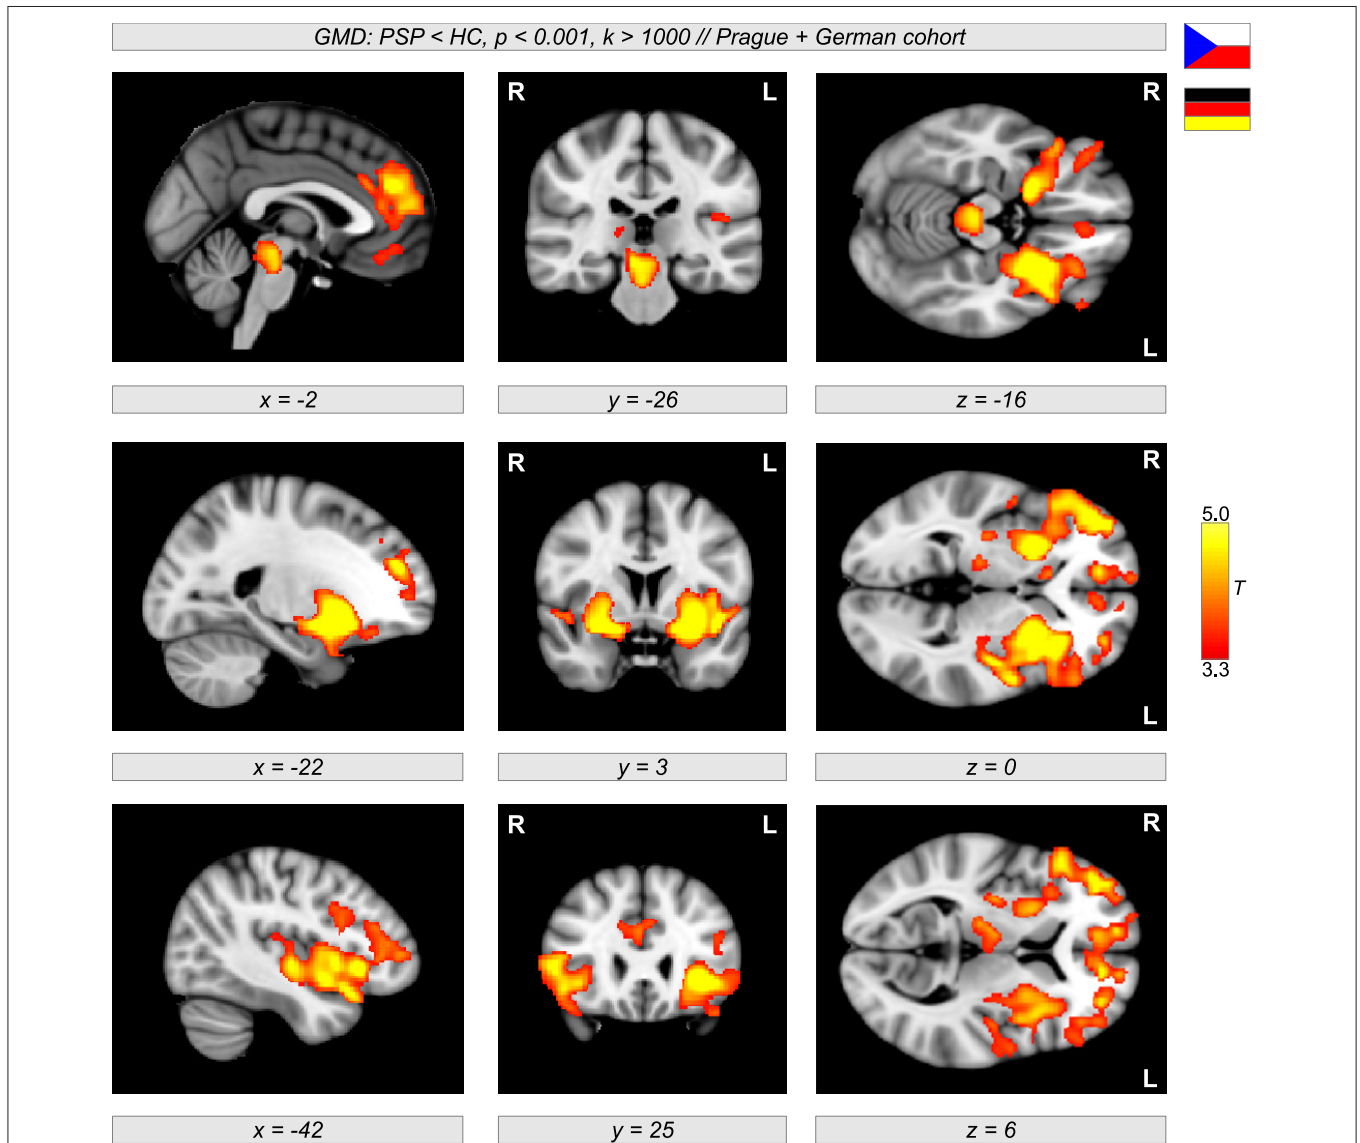 GMD: PSP < HC, p < 0.001, k > 1000 // Prague + German cohort
R L R
L
x = -2 y = -26 z = -16
R L R
L
5.0
T
3.3
x = -22 y = 3 z = 0
R L R
L
x = -42 y = 25 z = 6